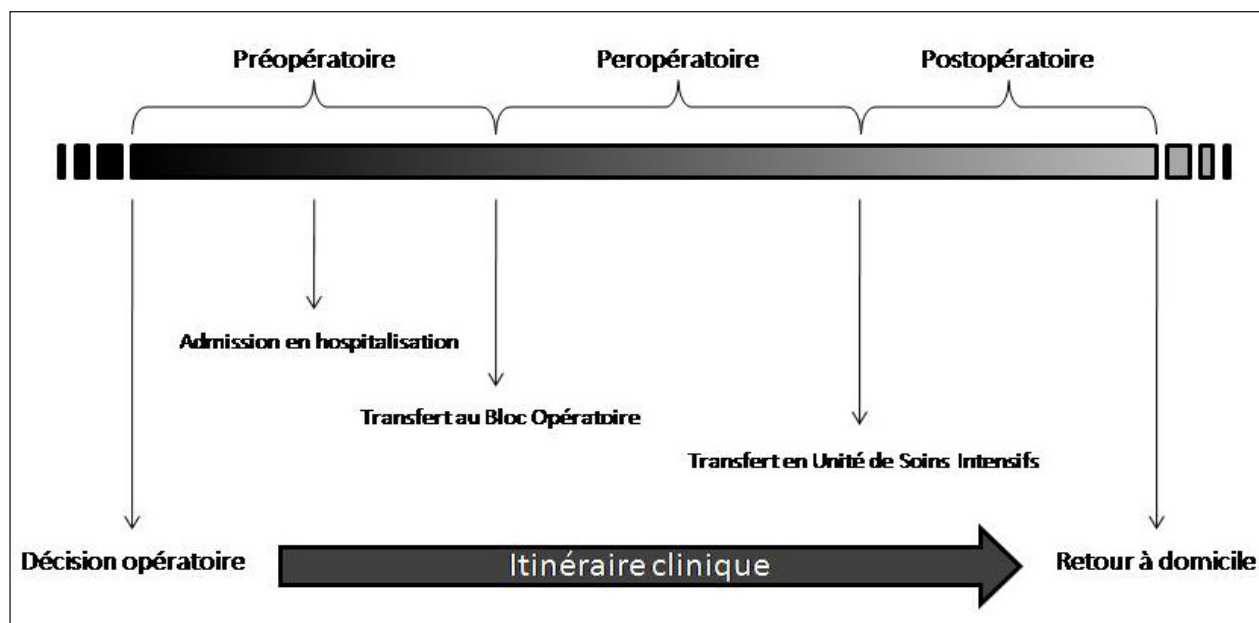 Préopératoire
Peropératoire
Postopératoire
Admission en hospitalisation
Transfert au Bloc Opératoire
Transfert en Unité de Soins Intensifs
Décision opératoire
Itinéraire clinique
Retour à domicile